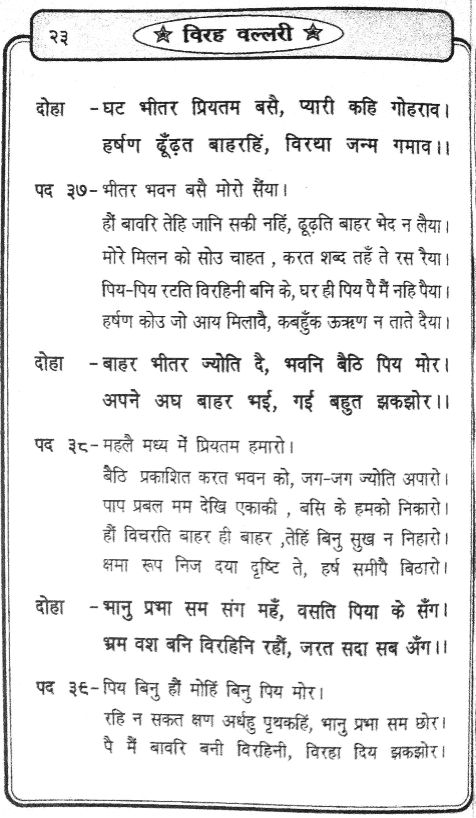 २३ ☆ विरह वल्लरी ☆
दोहा -घट भीतर प्रियतम बसै, प्यारी कहि गोहराव।
हर्षण ढूँढ़त बाहरहिं, विरथा जन्म गमाव।।
पद ३७-भीतर भवन बसै मोरो सैंया।
हौं बावरि तेहि जानि सकी नहिं, ढूढ़ति बाहर भेद न लैया।
मोरे मिलन को सोउ चाहत , करत शब्द तहँ ते रस रैया।
पिय-पिय रटति विरहिनी बनि के, घर ही पिय पै मैं नहि पैया।
हर्षण कोउ जो आय मिलावै, कबहुँक ऊऋण न ताते दैया।
दोहा -बाहर भीतर ज्योति दै, भवनि बैठि पिय मोर।
अपने अघ बाहर भई, गई बहुत झकझोर।।
पद ३८-महलै मध्य में प्रियतम हमारो।
बैठि प्रकाशित करत भवन को, जग-जग ज्योति अपारो।
पाप प्रबल मम देखि एकाकी , बसि के हमको निकारो।
हौं विचरति बाहर ही बाहर ,तेहिं बिनु सुख न निहारो।
क्षमा रूप निज दया दृष्टि ते, हर्ष समीपै बिठारो।
दोहा -भानु प्रभा सम संग महँ, वसति पिया के सँग।
भ्रम वश बनि विरहिनि रहौं, जरत सदा सब अँग।।
पद ३९-पिय बिनु हौं मोहिं बिनु पिय मोर।
रहि न सकत क्षण अर्धहु पृथकहिं, भानु प्रभा सम छोर।
पै मैं बावरि बनी विरहिनी, विरहा दिय झकझोर।